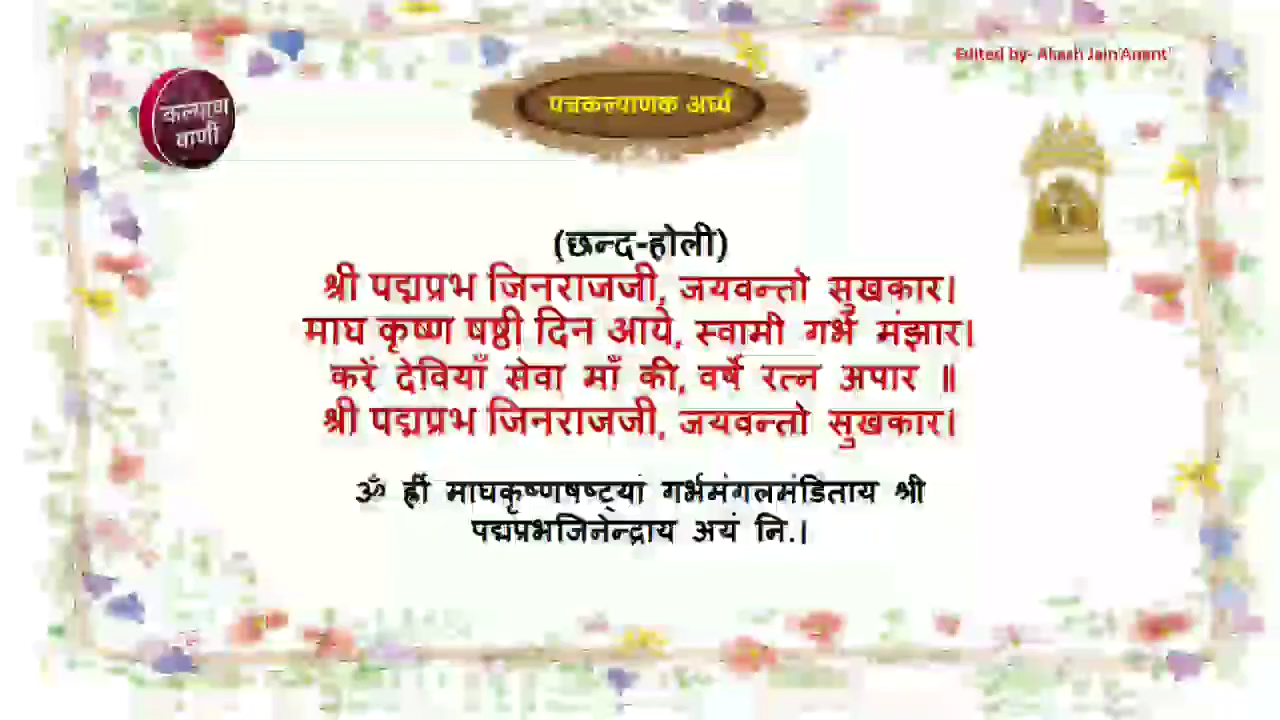 Edited by- Akash Jain'Anant'
कल्याण
वाणी
पंचकल्याणक अर्घ्य
(छन्द-होली)
श्री पद्मप्रभ जिनराजजी, जयवन्तो सुखकार।
माघ कृष्ण षष्ठी दिन आये, स्वामी गर्भ मंझार।
करें देवियाँ सेवा माँ की, वर्षे रत्न अपार ॥
श्री पद्मप्रभ जिनराजजी, जयवन्तो सुखकार।
ॐ ह्रीं माघकृष्णषष्ट्यां गर्भमंगलमंडिताय श्री
पद्मप्रभजिनेन्द्राय अर्घ्यं नि.।